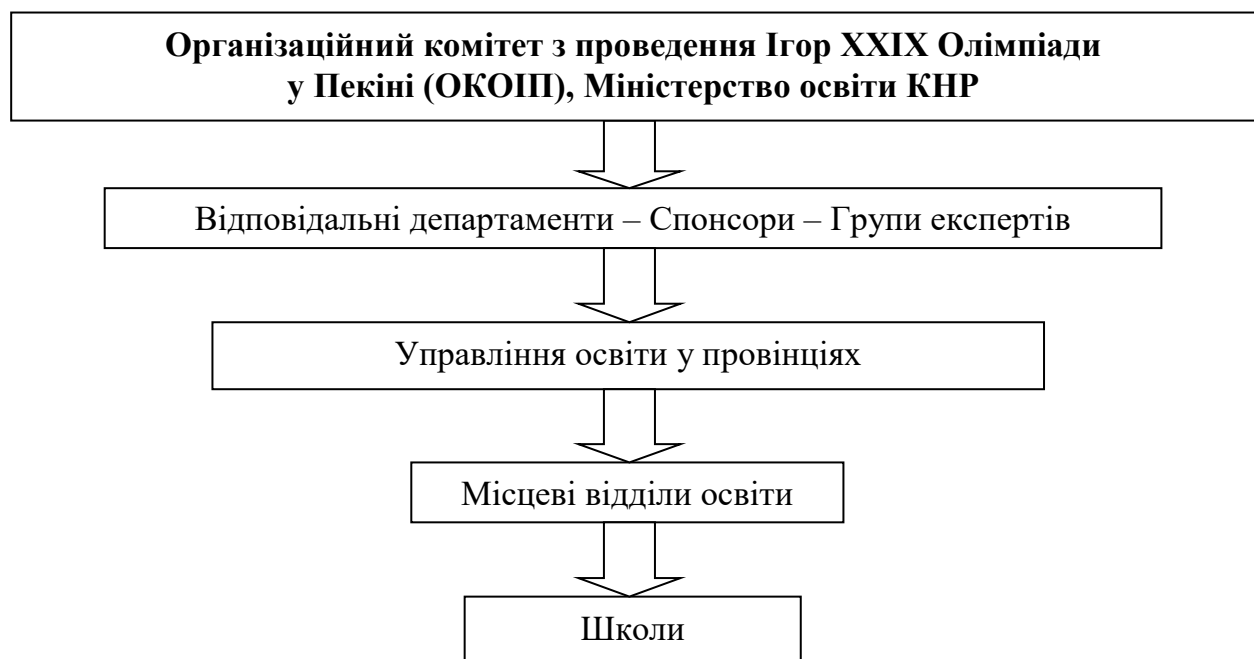 Організаційний комітет з проведення Ігор XXIX Олімпіади
у Пекіні (ОКОІП), Міністерство освіти КНР
Відповідальні департаменти – Спонсори – Групи експертів
Управління освіти у провінціях
Місцеві відділи освіти
Школи